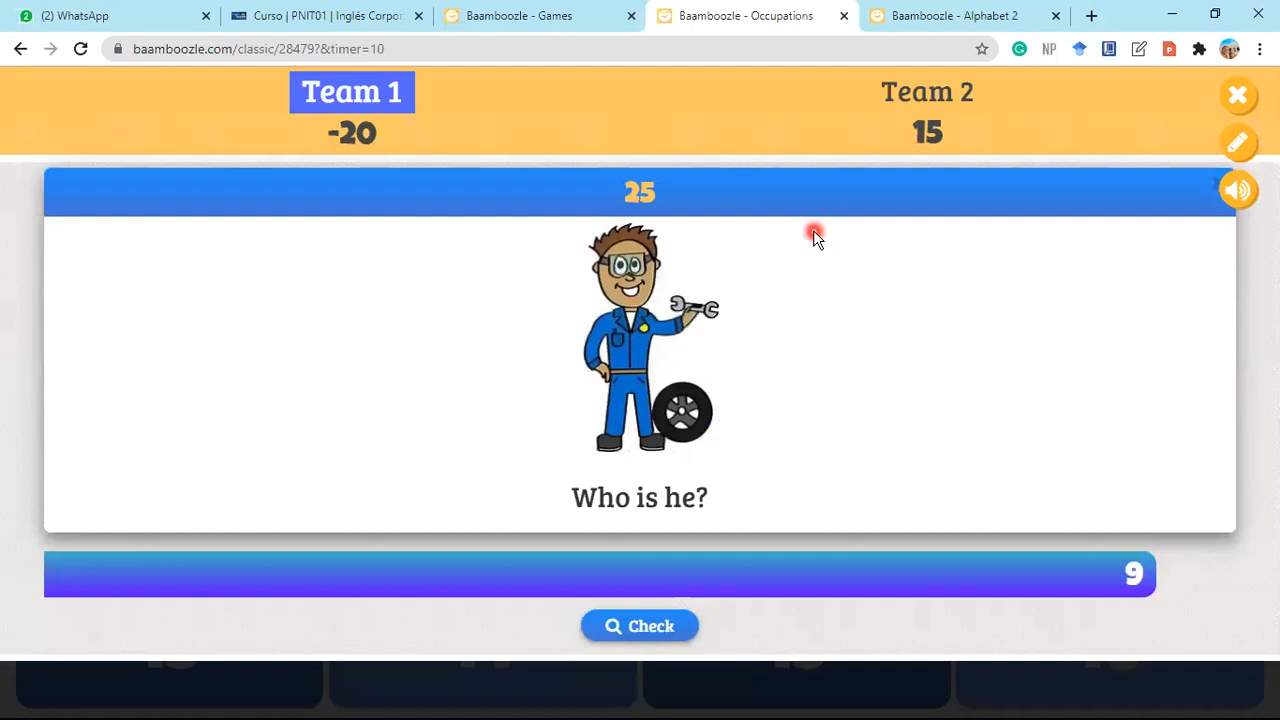 (2) WhatsApp
Curso | PNIT01 | Inglés Corpor
Baamboozle - Games
Baamboozle - Occupations
Baamboozle - Alphabet 2
baamboozle.com/classic/28479?&timer=10
NP
Team 1
Team 2
-20
15
25
Who is he?
9
Check